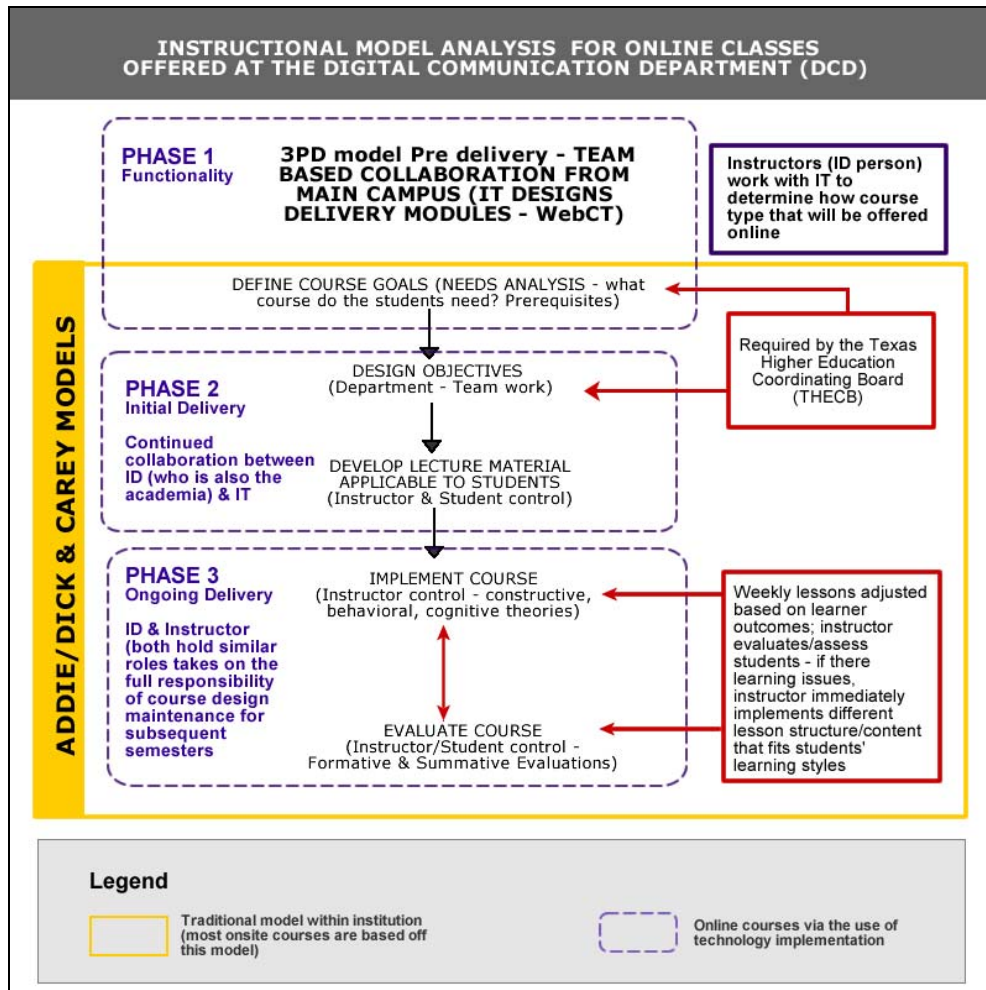 INSTRUCTIONAL MODEL ANALYSIS FOR ONLINE CLASSES
OFFERED AT THE DIGITAL COMMUNICATION DEPARTMENT (DCD)
PHASE 1
Functionality
3PD model Pre delivery - TEAM
BASED COLLABORATION FROM
MAIN CAMPUS (IT DESIGNS
DELIVERY MODULES - WebCT)
Instructors (ID person)
work with IT to
determine how course
type that will be offered
online
ADDIE/DICK & CAREY MODELS
DEFINE COURSE GOALS (NEEDS ANALYSIS - what
course do the students need? Prerequisites)
Required by the Texas
Higher Education
Coordinating Board
(THECB)
PHASE 2
Initial Delivery
Continued
collaboration between
ID (who is also the
academia) & IT
DESIGN OBJECTIVES
(Department - Team work)
DEVELOP LECTURE MATERIAL
APPLICABLE TO STUDENTS
(Instructor & Student control)
PHASE 3
Ongoing Delivery
ID & Instructor
(both hold similar
roles takes on the
full responsibility
of course design
maintenance for
subsequent
semesters
IMPLEMENT COURSE
(Instructor control - constructive,
behavioral, cognitive theories)
EVALUATE COURSE
(Instructor/Student control -
Formative & Summative Evaluations)
Weekly lessons adjusted
based on learner
outcomes; instructor
evaluates/assess
students - if there
learning issues,
instructor immediately
implements different
lesson structure/content
that fits students'
learning styles
Legend
Traditional model within institution
(most onsite courses are based off
this model)
Online courses via the use of
technology implementation